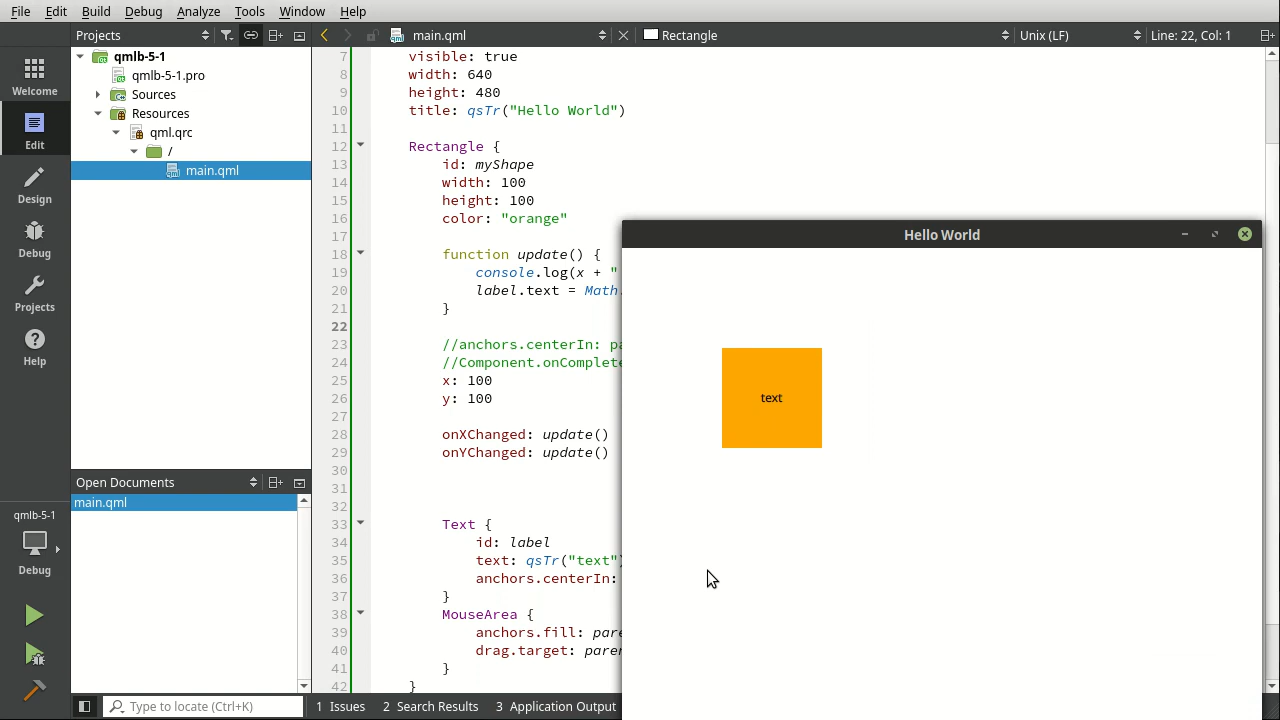 File Edit Build Debug Analyze Tools Window Help
Projects
main.qml
Rectangle
Unix (LF)
Line: 22, Col: 1
Welcome
Edit
Design
Debug
Projects
Help
qmlb-5-1
Debug
qmlb-5-1
qmlb-5-1.pro
Sources
Resources
qml.qrc
/
main.qml
Open Documents
main.qml
7 visible: true
8 width: 640
9 height: 480
10 title: qsTr("Hello World")
11
12 Rectangle {
13 id: myShape
14 width: 100
15 height: 100
16 color: "orange"
17
18 function update() {
19 console.log(x + "
20 label.text = Math.
21 }
22
23 //anchors.centerIn: pa
24 //Component.onComplete
25 x: 100
26 y: 100
27
28 onXChanged: update()
29 onYChanged: update()
30
31
32
33 Text {
34 id: label
35 text: qsTr("text")
36 anchors.centerIn:
37 }
38 MouseArea {
39 anchors.fill: pare
40 drag.target: paren
41 }
42 }
Hello World
text
Type to locate (Ctrl+K)
1 Issues
2 Search Results
3 Application Output